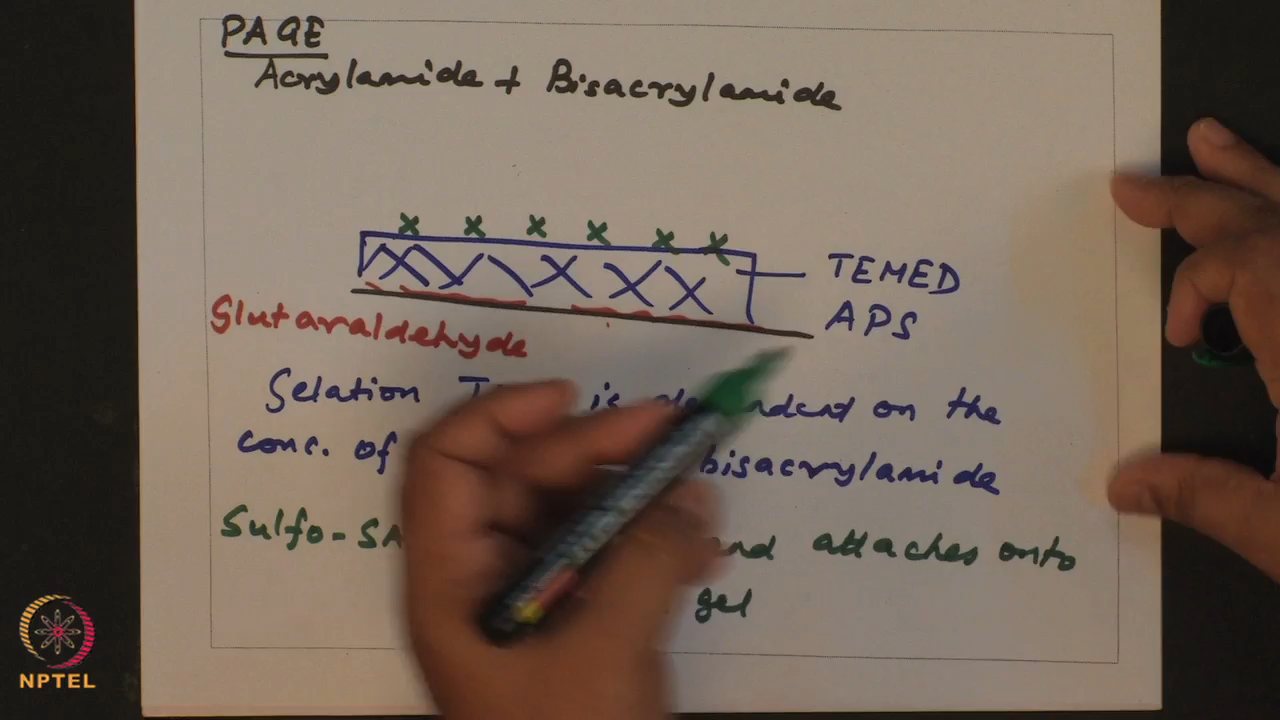 PAGE
Acrylamide + Bisacrylamide
x x x x x x
TEMED
APS
Glutaraldehyde
Gelation is on the
conc. of bisacrylamide
Sulfo-SA attaches onto
gel
NPTEL